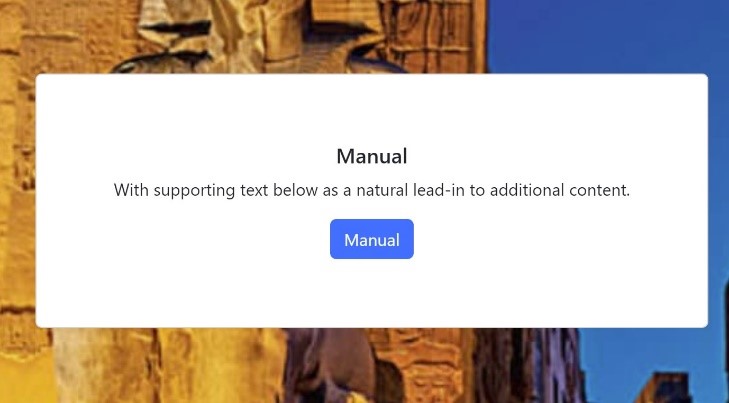 Manual
With supporting text below as a natural lead-in to additional content.
Manual